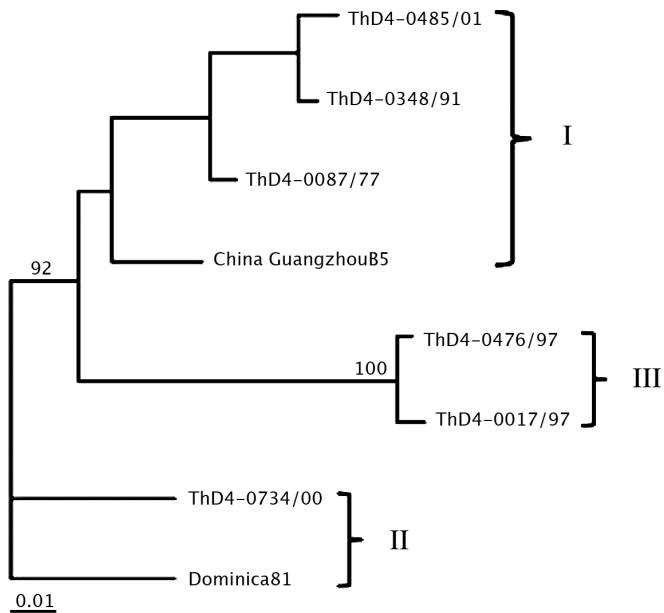 ThD4-0485/01
ThD4-0348/91
I
ThD4-0087/77
China GuangzhouB5
92
ThD4-0476/97
100
III
ThD4-0017/97
ThD4-0734/00
II
Dominica81
0.01